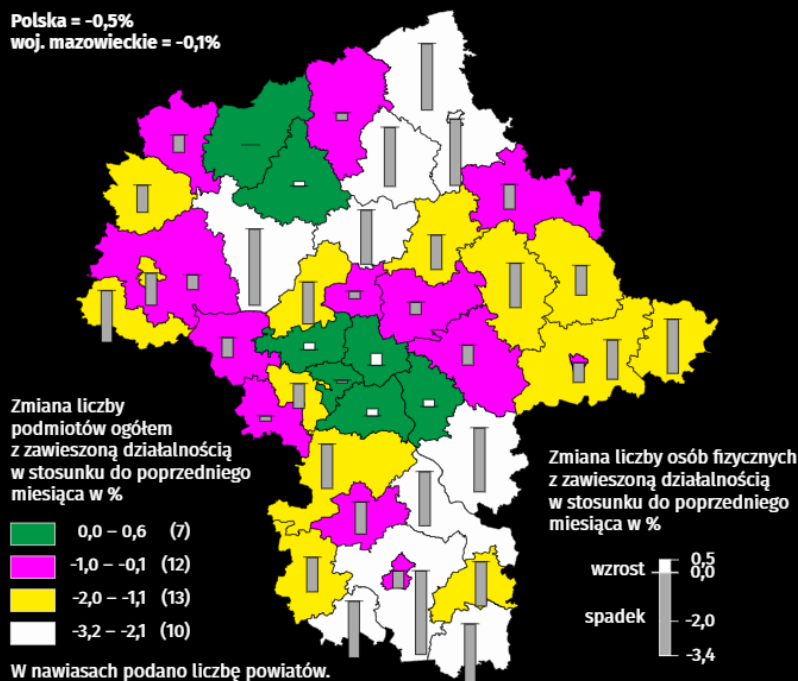 Polska = -0,5%
woj. mazowieckie = -0,1%
Zmiana liczby
podmiotów ogółem
z zawieszoną działalnością
w stosunku do poprzedniego
miesiąca w %
0,0 – 0,6 (7)
-1,0 – -0,1 (12)
-2,0 – -1,1 (13)
-3,2 – -2,1 (10)
W nawiasach podano liczbę powiatów.
Zmiana liczby osób fizycznych
z zawieszoną działalnością
w stosunku do poprzedniego
miesiąca w %
wzrost
spadek
0,5
0,0
-2,0
-3,4